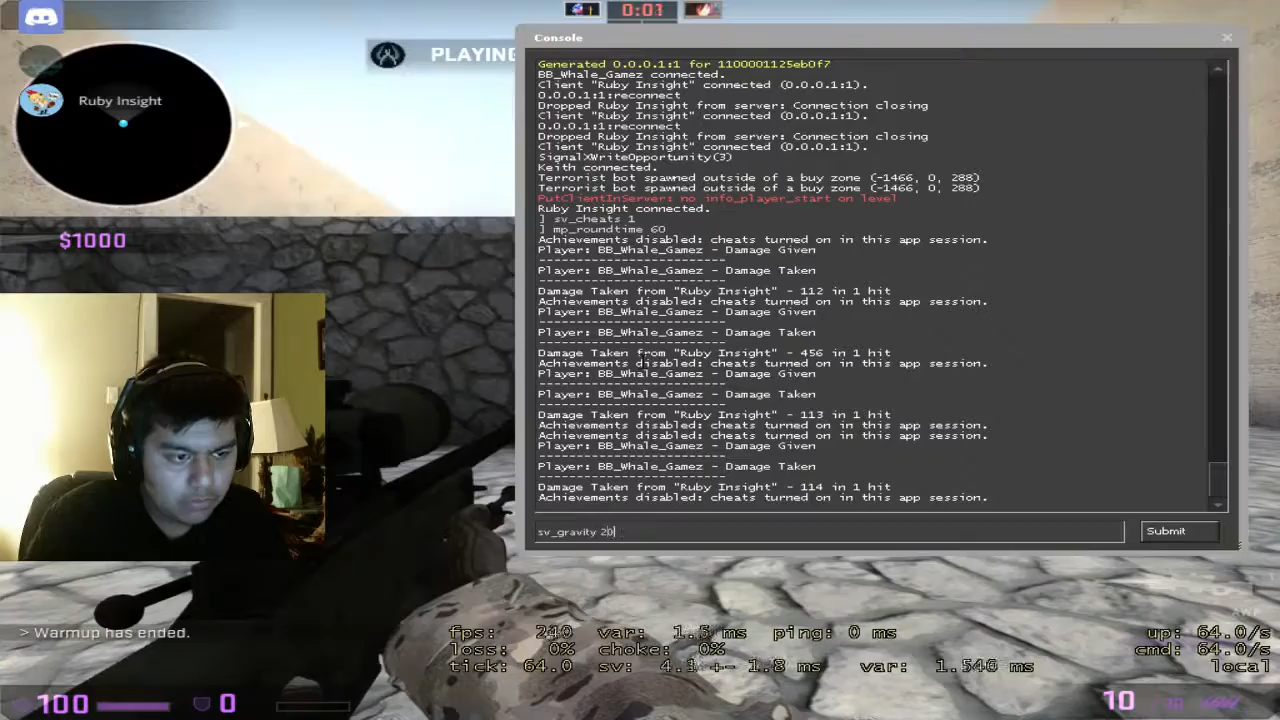 0:01
PLAYING
Ruby Insight
$1000
Console
Generated 0.0.0.1:1 for 1100001125eb0f7
BB_Whale_Gamez connected.
Client "Ruby Insight" connected (0.0.0.1:1).
0.0.0.1:1:reconnect
Dropped Ruby Insight from server: Connection closing
Client "Ruby Insight" connected (0.0.0.1:1).
0.0.0.1:1:reconnect
Dropped Ruby Insight from server: Connection closing
Client "Ruby Insight" connected (0.0.0.1:1).
SignalXWriteOpportunity(3)
Keith connected.
Terrorist bot spawned outside of a buy zone (-1466, 0, 288)
Terrorist bot spawned outside of a buy zone (-1466, 0, 288)
PutClientInServer: no info_player_start on level
Ruby Insight connected.
] sv_cheats 1
] mp_roundtime 60
Achievements disabled: cheats turned on in this app session.
Player: BB_Whale_Gamez - Damage Given
-------------------------
Player: BB_Whale_Gamez - Damage Taken
-------------------------
Damage Taken from "Ruby Insight" - 112 in 1 hit
Achievements disabled: cheats turned on in this app session.
Player: BB_Whale_Gamez - Damage Given
-------------------------
Player: BB_Whale_Gamez - Damage Taken
-------------------------
Damage Taken from "Ruby Insight" - 456 in 1 hit
Achievements disabled: cheats turned on in this app session.
Player: BB_Whale_Gamez - Damage Given
-------------------------
Player: BB_Whale_Gamez - Damage Taken
-------------------------
Damage Taken from "Ruby Insight" - 113 in 1 hit
Achievements disabled: cheats turned on in this app session.
Achievements disabled: cheats turned on in this app session.
Player: BB_Whale_Gamez - Damage Given
-------------------------
Player: BB_Whale_Gamez - Damage Taken
-------------------------
Damage Taken from "Ruby Insight" - 114 in 1 hit
Achievements disabled: cheats turned on in this app session.
sv_gravity 20
Submit
> Warmup has ended.
fps: 240 var: 1.5 ms ping: 0 ms
loss: 0% choke: 0%
tick: 64.0 sv: 4.1 +- 1.8 ms var: 1.546 ms
up: 64.0/s
cmd: 64.0/s
local
100
0
10